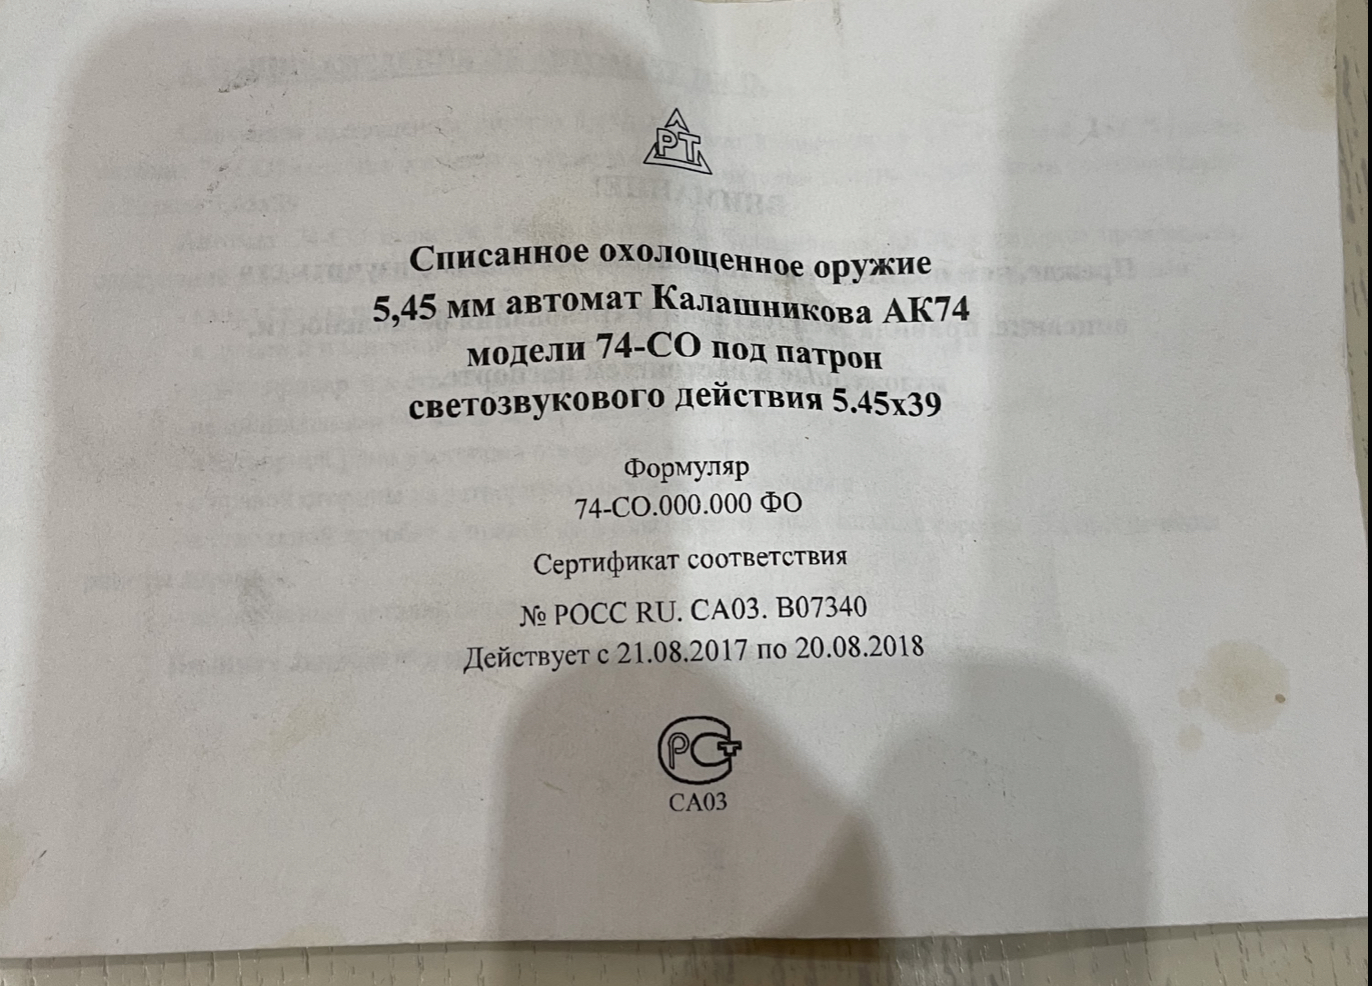 РТ
Списанное охолощенное оружие
5,45 мм автомат Калашникова АК74
модели 74-СО под патрон
светозвукового действия 5.45х39
Формуляр
74-СО.000.000 ФО
Сертификат соответствия
№ РОСС RU. СА03. В07340
Действует с 21.08.2017 по 20.08.2018
РСТ
СА03